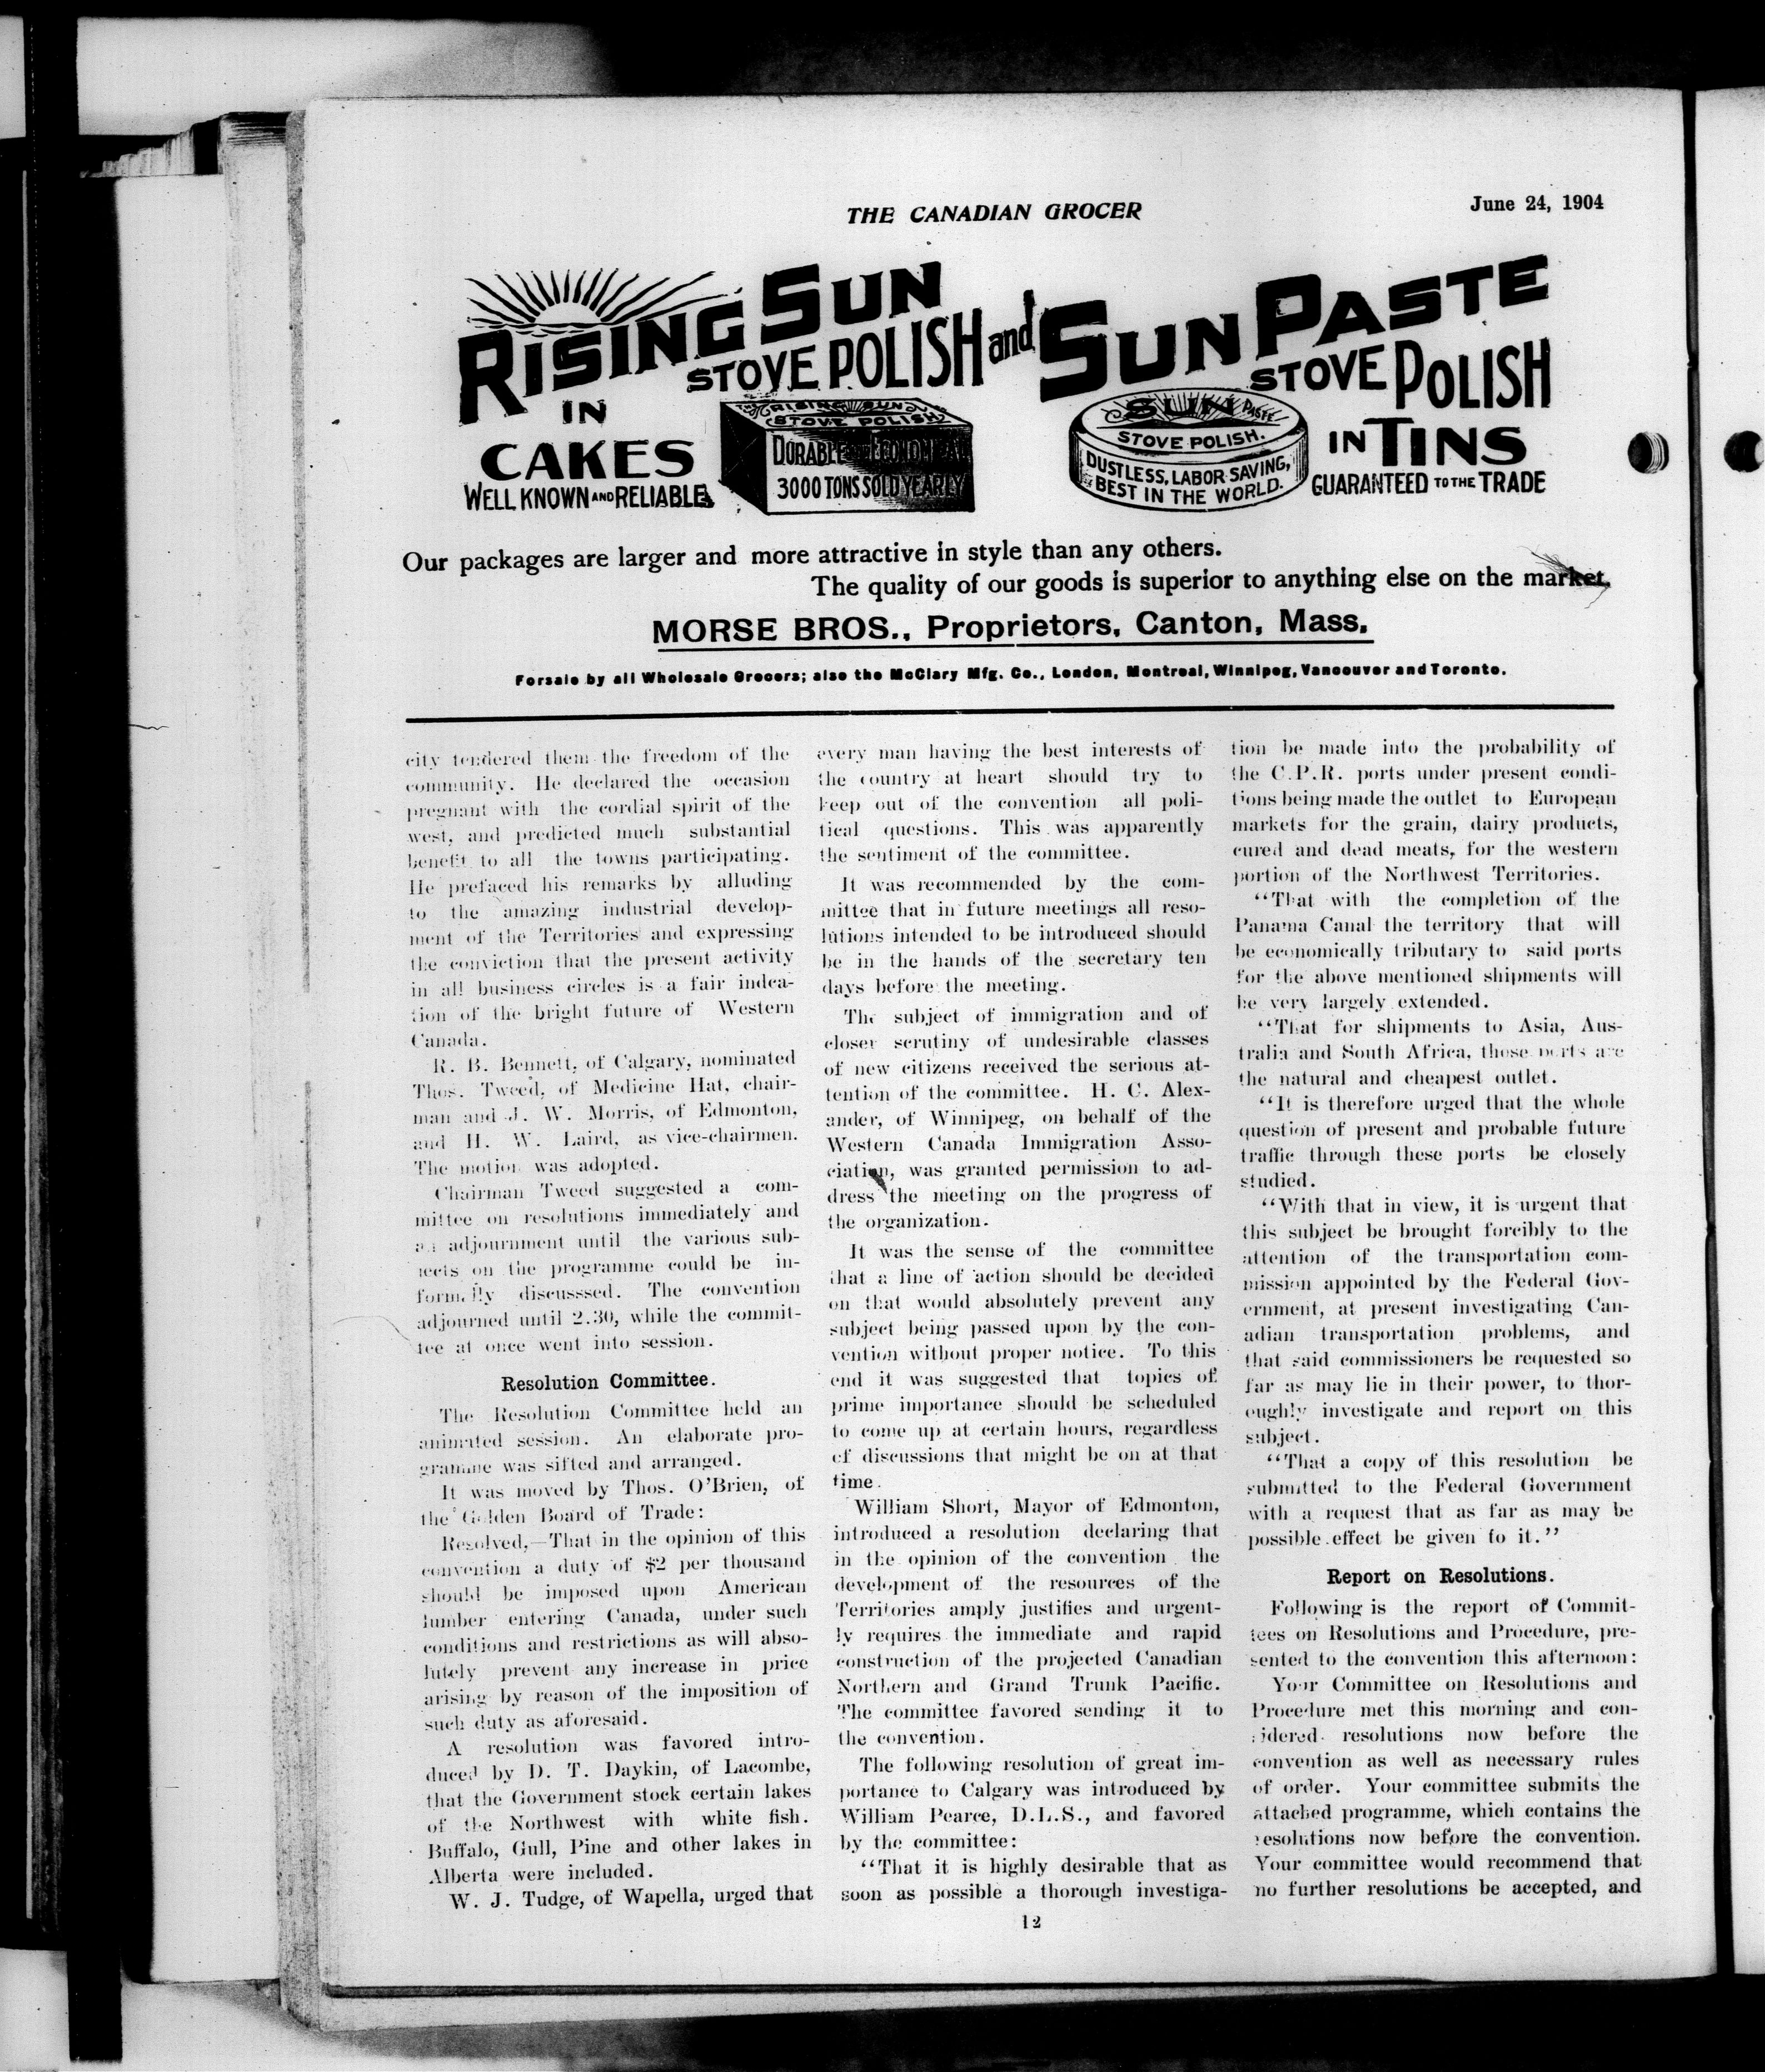 THE CANADIAN GROCER
June 24, 1904
RISING SUN
STOVE POLISH and
IN
CAKES
WELL KNOWN AND RELIABLE
THE RISING SUN
STOVE POLISH
DURABLE AND ECONOMICAL
3000 TONS SOLD YEARLY
SUN PASTE
STOVE POLISH
SUN PASTE
STOVE POLISH.
DUSTLESS, LABOR SAVING,
BEST IN THE WORLD.
IN TINS
GUARANTEED TO THE TRADE
Our packages are larger and more attractive in style than any others.
The quality of our goods is superior to anything else on the market.
MORSE BROS., Proprietors, Canton, Mass.
Forsale by all Wholesale Grocers; also the McClary Mfg. Co., London, Montreal, Winnipeg, Vancouver and Toronto.
city tendered them the freedom of the
community. He declared the occasion
pregnant with the cordial spirit of the
west, and predicted much substantial
benefit to all the towns participating.
He prefaced his remarks by alluding
to the amazing industrial develop-
ment of the Territories and expressing
the conviction that the present activity
in all business circles is a fair indca-
tion of the bright future of Western
Canada.
R. B. Bennett, of Calgary, nominated
Thos. Tweed, of Medicine Hat, chair-
man and J. W. Morris, of Edmonton,
and H. W. Laird, as vice-chairmen.
The motion was adopted.
Chairman Tweed suggested a com-
mittee on resolutions immediately and
an adjournment until the various sub-
jects on the programme could be in-
formally discusssed. The convention
adjourned until 2.30, while the commit-
tee at once went into session.
Resolution Committee.
The Resolution Committee held an
animated session. An elaborate pro-
gramme was sifted and arranged.
It was moved by Thos. O'Brien, of
the Golden Board of Trade:
Resolved,—That in the opinion of this
convention a duty of $2 per thousand
should be imposed upon American
lumber entering Canada, under such
conditions and restrictions as will abso-
lutely prevent any increase in price
arising by reason of the imposition of
such duty as aforesaid.
A resolution was favored intro-
duced by D. T. Daykin, of Lacombe,
that the Government stock certain lakes
of the Northwest with white fish.
Buffalo, Gull, Pine and other lakes in
Alberta were included.
W. J. Tudge, of Wapella, urged that
every man having the best interests of
the country at heart should try to
keep out of the convention all poli-
tical questions. This was apparently
the sentiment of the committee.
It was recommended by the com-
mittee that in future meetings all reso-
lutions intended to be introduced should
be in the hands of the secretary ten
days before the meeting.
The subject of immigration and of
closer scrutiny of undesirable classes
of new citizens received the serious at-
tention of the committee. H. C. Alex-
ander, of Winnipeg, on behalf of the
Western Canada Immigration Asso-
ciation, was granted permission to ad-
dress the meeting on the progress of
the organization.
It was the sense of the committee
that a line of action should be decided
on that would absolutely prevent any
subject being passed upon by the con-
vention without proper notice. To this
end it was suggested that topics of
prime importance should be scheduled
to come up at certain hours, regardless
of discussions that might be on at that
time.
William Short, Mayor of Edmonton,
introduced a resolution declaring that
in the opinion of the convention the
development of the resources of the
Territories amply justifies and urgent-
ly requires the immediate and rapid
construction of the projected Canadian
Northern and Grand Trunk Pacific.
The committee favored sending it to
the convention.
The following resolution of great im-
portance to Calgary was introduced by
William Pearce, D.L.S., and favored
by the committee:
"That it is highly desirable that as
soon as possible a thorough investiga-
tion be made into the probability of
the C.P.R. ports under present condi-
tions being made the outlet to European
markets for the grain, dairy products,
cured and dead meats, for the western
portion of the Northwest Territories.
"That with the completion of the
Panama Canal the territory that will
be economically tributary to said ports
for the above mentioned shipments will
be very largely extended.
"That for shipments to Asia, Aus-
tralia and South Africa, these ports are
the natural and cheapest outlet.
"It is therefore urged that the whole
question of present and probable future
traffic through these ports be closely
studied.
"With that in view, it is urgent that
this subject be brought forcibly to the
attention of the transportation com-
mission appointed by the Federal Gov-
ernment, at present investigating Can-
adian transportation problems, and
that said commissioners be requested so
far as may lie in their power, to thor-
oughly investigate and report on this
subject.
"That a copy of this resolution be
submitted to the Federal Government
with a request that as far as may be
possible effect be given to it."
Report on Resolutions.
Following is the report of Commit-
tees on Resolutions and Procedure, pre-
sented to the convention this afternoon:
Your Committee on Resolutions and
Procedure met this morning and con-
sidered resolutions now before the
convention as well as necessary rules
of order. Your committee submits the
attached programme, which contains the
resolutions now before the convention.
Your committee would recommend that
no further resolutions be accepted, and
12